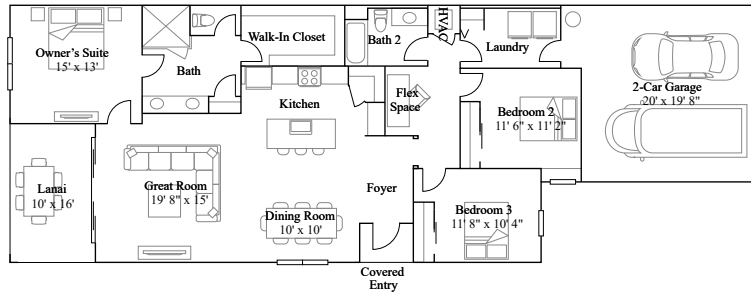 Owner's Suite
15' x 13'
Bath
Walk-In Closet
Bath 2
HVAC
Laundry
2-Car Garage
20' x 19' 8"
Kitchen
Flex
Space
Bedroom 2
11' 6" x 11' 2"
Lanai
10' x 16'
Great Room
19' 8" x 15'
Foyer
Dining Room
10' x 10'
Bedroom 3
11' 8" x 10' 4"
Covered
Entry